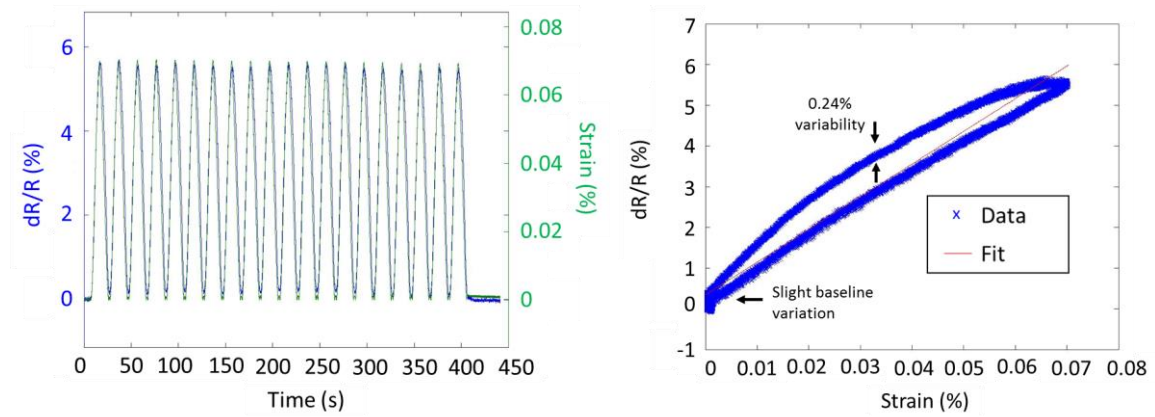 6
4
2
0
dR/R (%)
0.08
0.06
0.04
0.02
0
Strain (%)
0 50 100 150 200 250 300 350 400 450
Time (s)
7
6
5
4
3
2
1
0
-1
dR/R (%)
0.24%
variability
x Data
Fit
Slight baseline
variation
0 0.01 0.02 0.03 0.04 0.05 0.06 0.07 0.08
Strain (%)